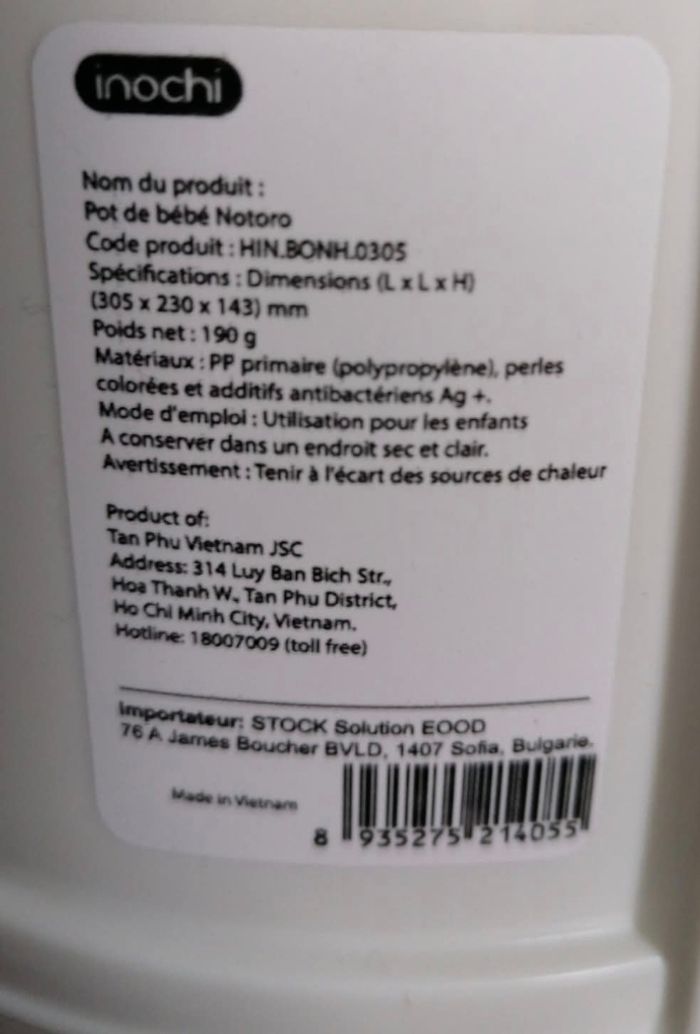 inochi
Nom du produit :
Pot de bébé Notoro
Code produit : HIN.BONH.0305
Spécifications : Dimensions (L x L x H)
(305 x 230 x 143) mm
Poids net : 190 g
Matériaux : PP primaire (polypropylène), perles
colorées et additifs antibactériens Ag +.
Mode d'emploi : Utilisation pour les enfants
A conserver dans un endroit sec et clair.
Avertissement : Tenir à l'écart des sources de chaleur
Product of:
Tan Phu Vietnam JSC
Address: 314 Luy Ban Bich Str.,
Hoa Thanh W., Tan Phu District,
Ho Chi Minh City, Vietnam.
Hotline: 18007009 (toll free)
Importateur: STOCK Solution EOOD
76 A James Boucher BVLD, 1407 Sofia, Bulgarie.
Made in Vietnam
8 935275 214055